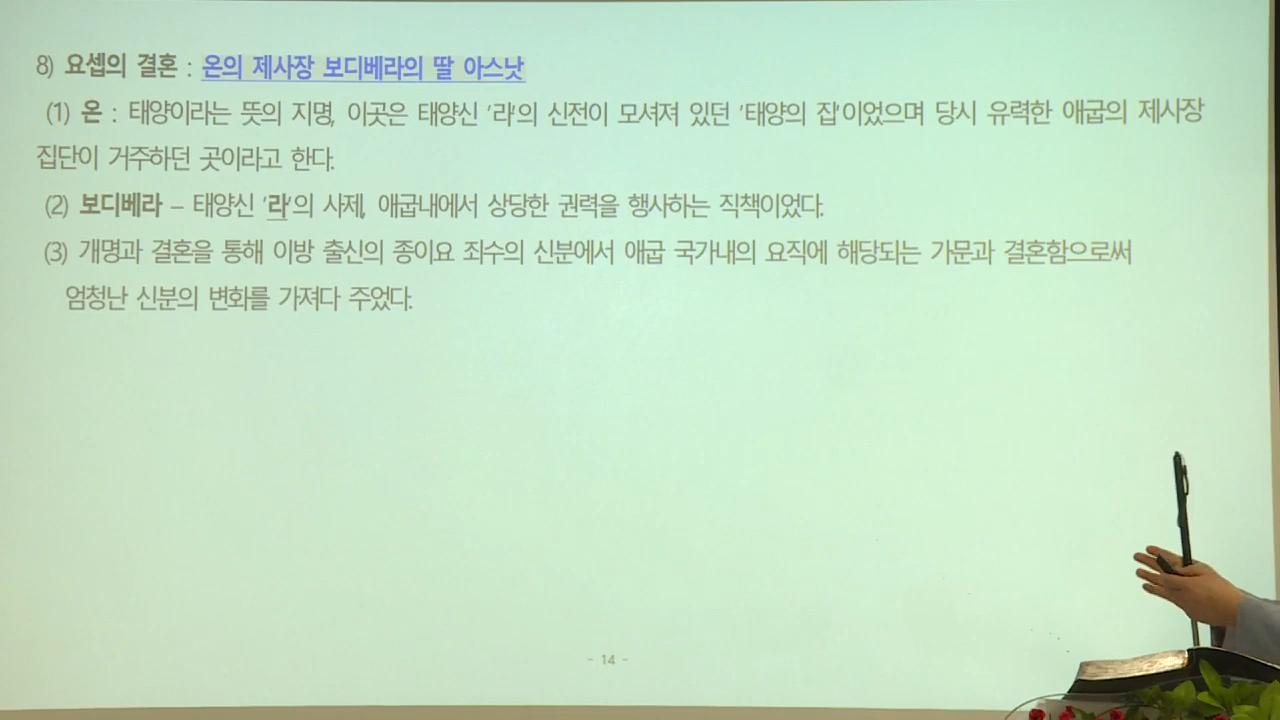 8) 요셉의 결혼 : 온의 제사장 보디베라의 딸 아스낫
(1) 온 : 태양이라는 뜻의 지명, 이곳은 태양신 '라'의 신전이 모셔져 있던 '태양의 집'이었으며 당시 유력한 애굽의 제사장
집단이 거주하던 곳이라고 한다.
(2) 보디베라 – 태양신 '라'의 사제, 애굽내에서 상당한 권력을 행사하는 직책이었다.
(3) 개명과 결혼을 통해 이방 출신의 종이요 죄수의 신분에서 애굽 국가내의 요직에 해당되는 가문과 결혼함으로써
엄청난 신분의 변화를 가져다 주었다.
- 14 -